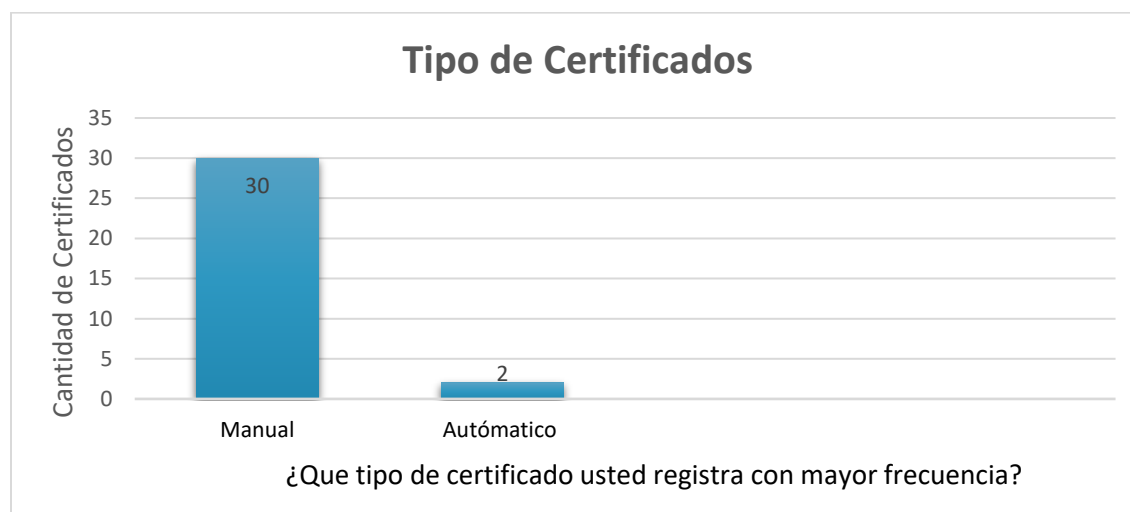 Tipo de Certificados
Cantidad de Certificados
35
30
25
20
15
10
5
0
30
2
Manual
Autómatico
¿Que tipo de certificado usted registra con mayor frecuencia?